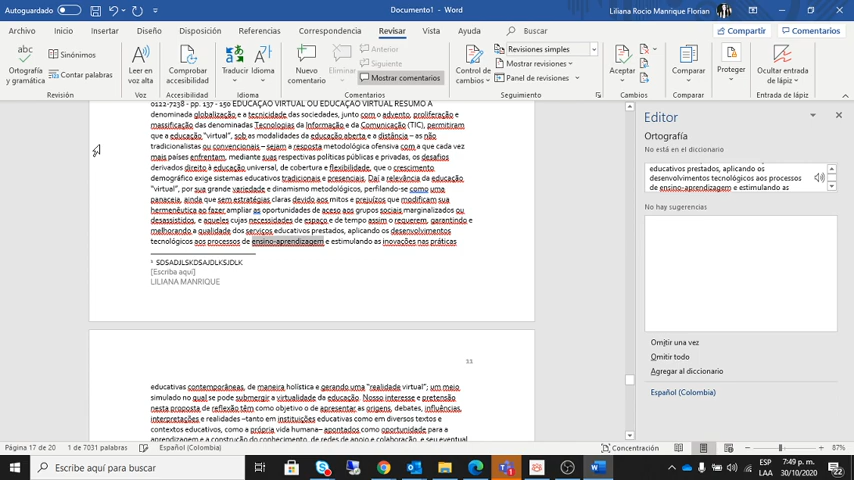 Autoguardado
Documento1 - Word
Liliana Rocio Manrique Florian
Archivo Inicio Insertar Diseño Disposición Referencias Correspondencia Revisar Vista Ayuda Buscar Compartir Comentarios
Ortografía y gramática
Sinónimos
Contar palabras
Revisión
Leer en voz alta
Voz
Comprobar accesibilidad
Accesibilidad
Traducir Idioma
Idioma
Nuevo comentario
Eliminar
Anterior
Siguiente
Mostrar comentarios
Comentarios
Control de cambios
Revisiones simples
Mostrar revisiones
Panel de revisiones
Seguimiento
Aceptar
Cambios
Comparar
Comparar
Proteger
Ocultar entrada de lápiz
Entrada de lápiz
0122-7238 - pp. 137 - 150 EDUCAÇÃO VIRTUAL OU EDUCAÇÃO VIRTUAL RESUMO A
denominada globalização e a tecnicidade das sociedades, junto com o advento, proliferação e
massificação das denominadas Tecnologias da Informação e da Comunicação (TIC), permitiram
que a educação "virtual", sob as modalidades da educação aberta e a distância – as não
tradicionalistas ou convencionais – sejam a resposta metodológica ofensiva com a que cada vez
mais países enfrentam, mediante suas respectivas políticas públicas e privadas, os desafios
derivados direito à educação universal, de cobertura e flexibilidade, que o crescimento
demográfico exige sistemas educativos tradicionais e presenciais. Daí a relevância da educação
"virtual", por sua grande variedade e dinamismo metodológicos, perfilando-se como uma
panaceia, ainda que sem estratégias claras devido aos mitos e prejuízos que modificam sua
hermenêutica ao fazer ampliar as oportunidades de aceso aos grupos sociais marginalizados ou
desassistidos, e aqueles cujas necessidades de espaço e de tempo assim o requerem, garantindo e
melhorando a qualidade dos serviços educativos prestados, aplicando os desenvolvimentos
tecnológicos aos processos de ensino-aprendizagem e estimulando as inovações nas práticas
¹ SDSADJLSKDSAJDLKSJDLK
[Escriba aquí]
LILIANA MANRIQUE
33
educativas contemporâneas, de maneira holística e gerando uma "realidade virtual"; um meio
simulado no qual se pode submergir a virtualidade da educação. Nosso interesse e pretensão
nesta proposta de reflexão têm como objetivo o de apresentar as origens, debates, influências,
interpretações e realidades –tanto em instituições educativas como em diversos textos e
contextos educativos, como a própria vida humana– apontados como oportunidade para a
aprendizagem e a construção do conhecimento, de redes de apoio e colaboração, e seu eventual
Editor
Ortografía
No está en el diccionario
educativos prestados, aplicando os
desenvolvimentos tecnológicos aos processos
de ensino-aprendizagem e estimulando as
No hay sugerencias
Omitir una vez
Omitir todo
Agregar al diccionario
Español (Colombia)
Página 17 de 20 1 de 7031 palabras Español (Colombia) Concentración 87%
Escribe aquí para buscar
ESP
LAA
7:49 p. m.
30/10/2020
22